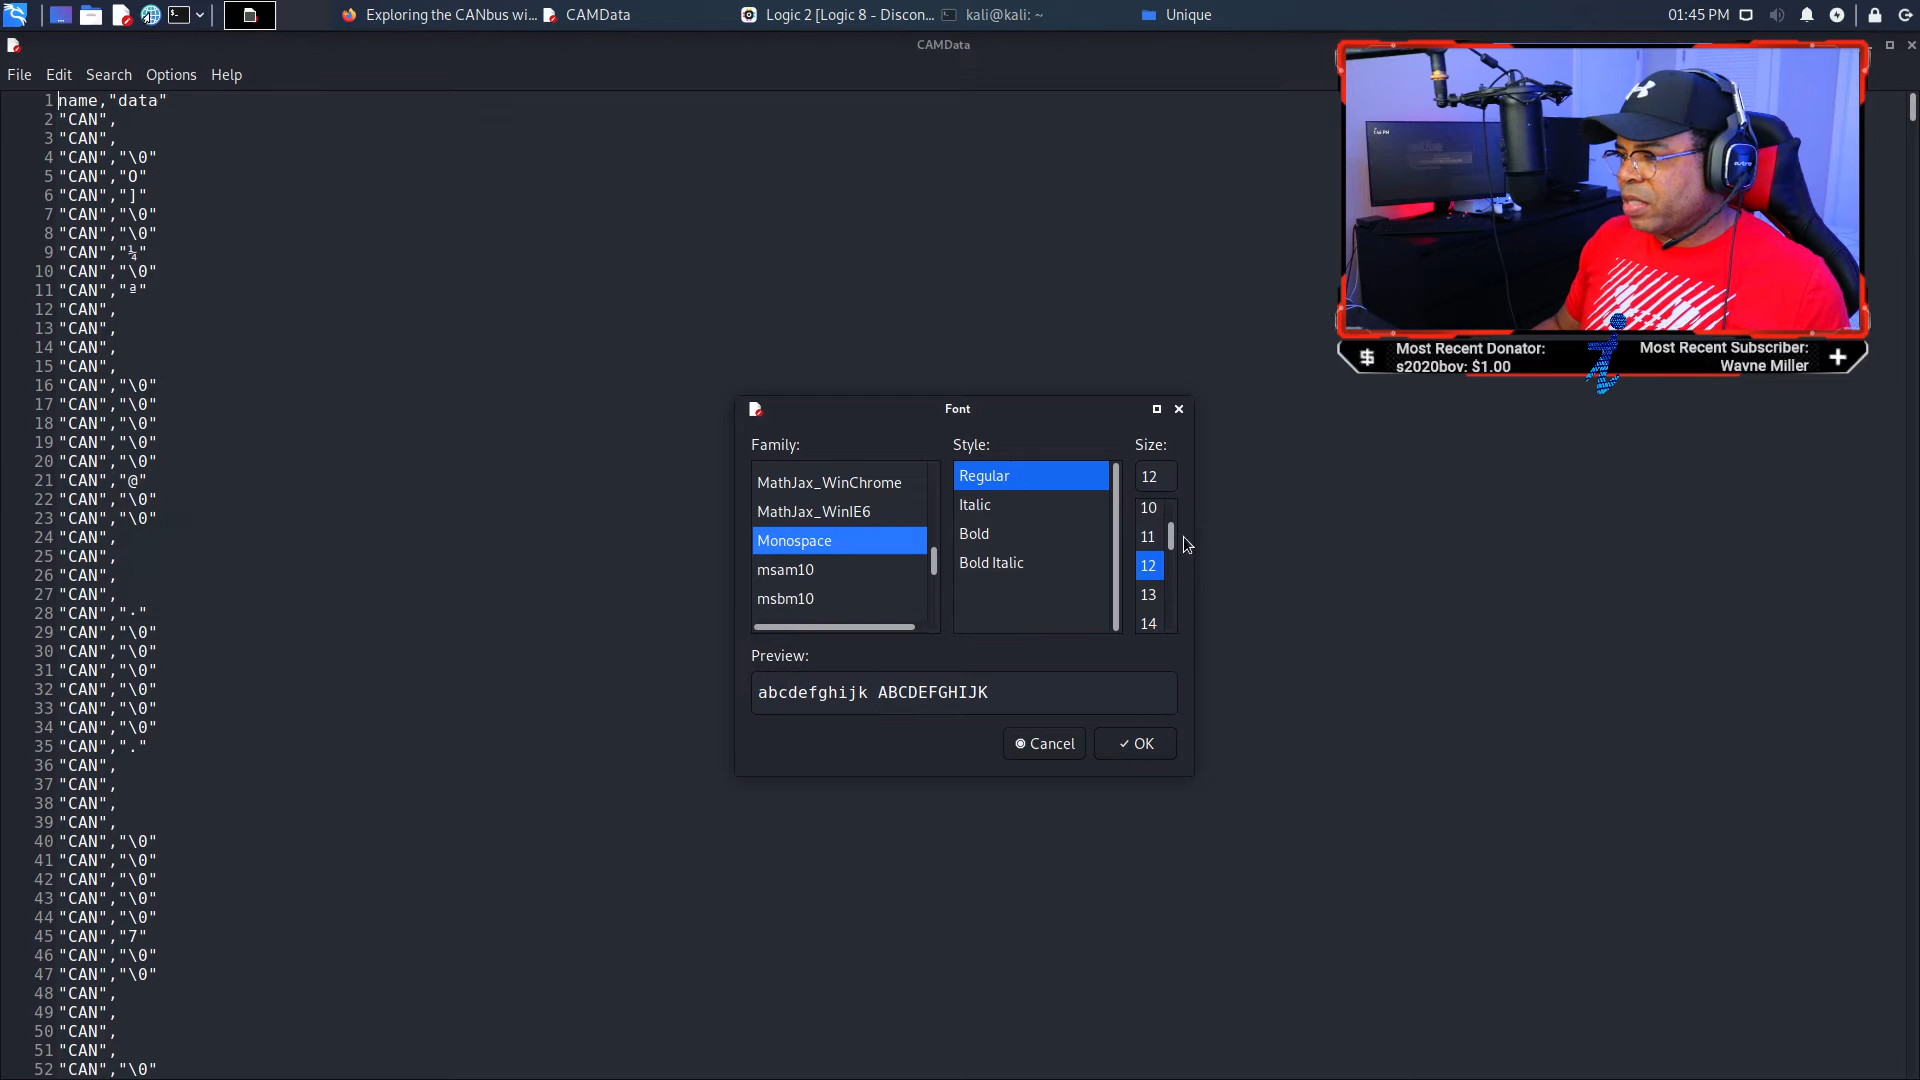 Exploring the CANbus wi...
CAMData
Logic 2 [Logic 8 - Discon...
kali@kali: ~
Unique
01:45 PM
CAMData
File Edit Search Options Help
1 name,"data"
2 "CAN",
3 "CAN",
4 "CAN","\0"
5 "CAN","O"
6 "CAN","]"
7 "CAN","\0"
8 "CAN","\0"
9 "CAN","¼"
10 "CAN","\0"
11 "CAN","ª"
12 "CAN",
13 "CAN",
14 "CAN",
15 "CAN",
16 "CAN","\0"
17 "CAN","\0"
18 "CAN","\0"
19 "CAN","\0"
20 "CAN","\0"
21 "CAN","@"
22 "CAN","\0"
23 "CAN","\0"
24 "CAN",
25 "CAN",
26 "CAN",
27 "CAN",
28 "CAN","·"
29 "CAN","\0"
30 "CAN","\0"
31 "CAN","\0"
32 "CAN","\0"
33 "CAN","\0"
34 "CAN","\0"
35 "CAN","."
36 "CAN",
37 "CAN",
38 "CAN",
39 "CAN",
40 "CAN","\0"
41 "CAN","\0"
42 "CAN","\0"
43 "CAN","\0"
44 "CAN","\0"
45 "CAN","7"
46 "CAN","\0"
47 "CAN","\0"
48 "CAN",
49 "CAN",
50 "CAN",
51 "CAN",
52 "CAN","\0"
Font
Family:
MathJax_WinChrome
MathJax_WinIE6
Monospace
msam10
msbm10
Style:
Regular
Italic
Bold
Bold Italic
Size:
12
10
11
12
13
14
Preview:
abcdefghijk ABCDEFGHIJK
Cancel
OK
astro
$
Most Recent Donator:
s2020bov: $1.00
Most Recent Subscriber:
Wayne Miller
+